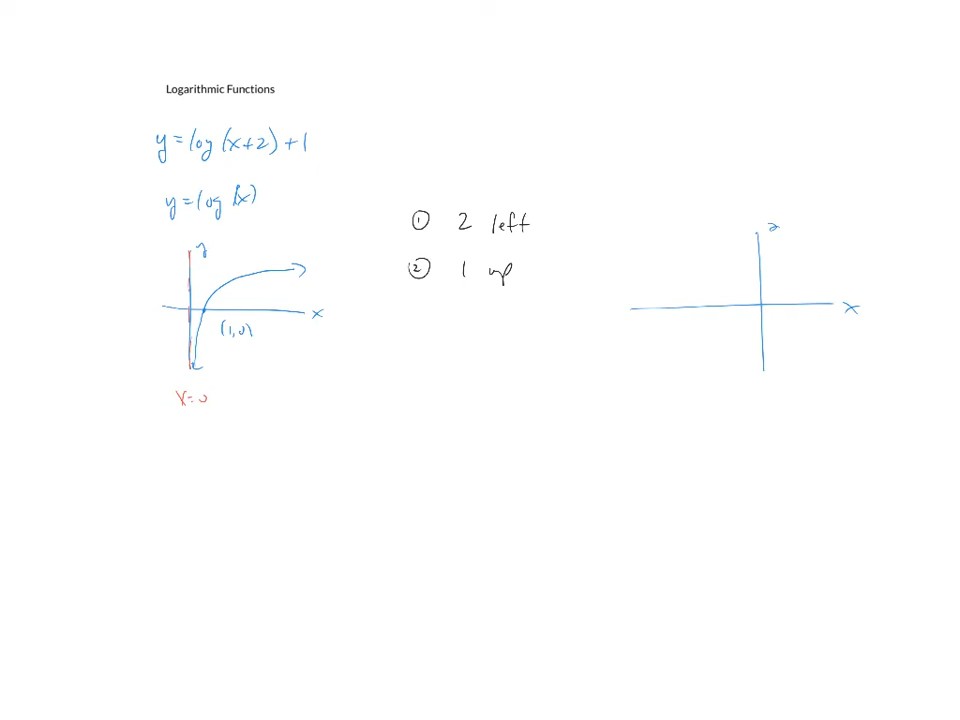 Logarithmic Functions
y = log (x+2) + 1
y = log (x)
① 2 left
② 1 up
y
x
(1,0)
x=0
y
x